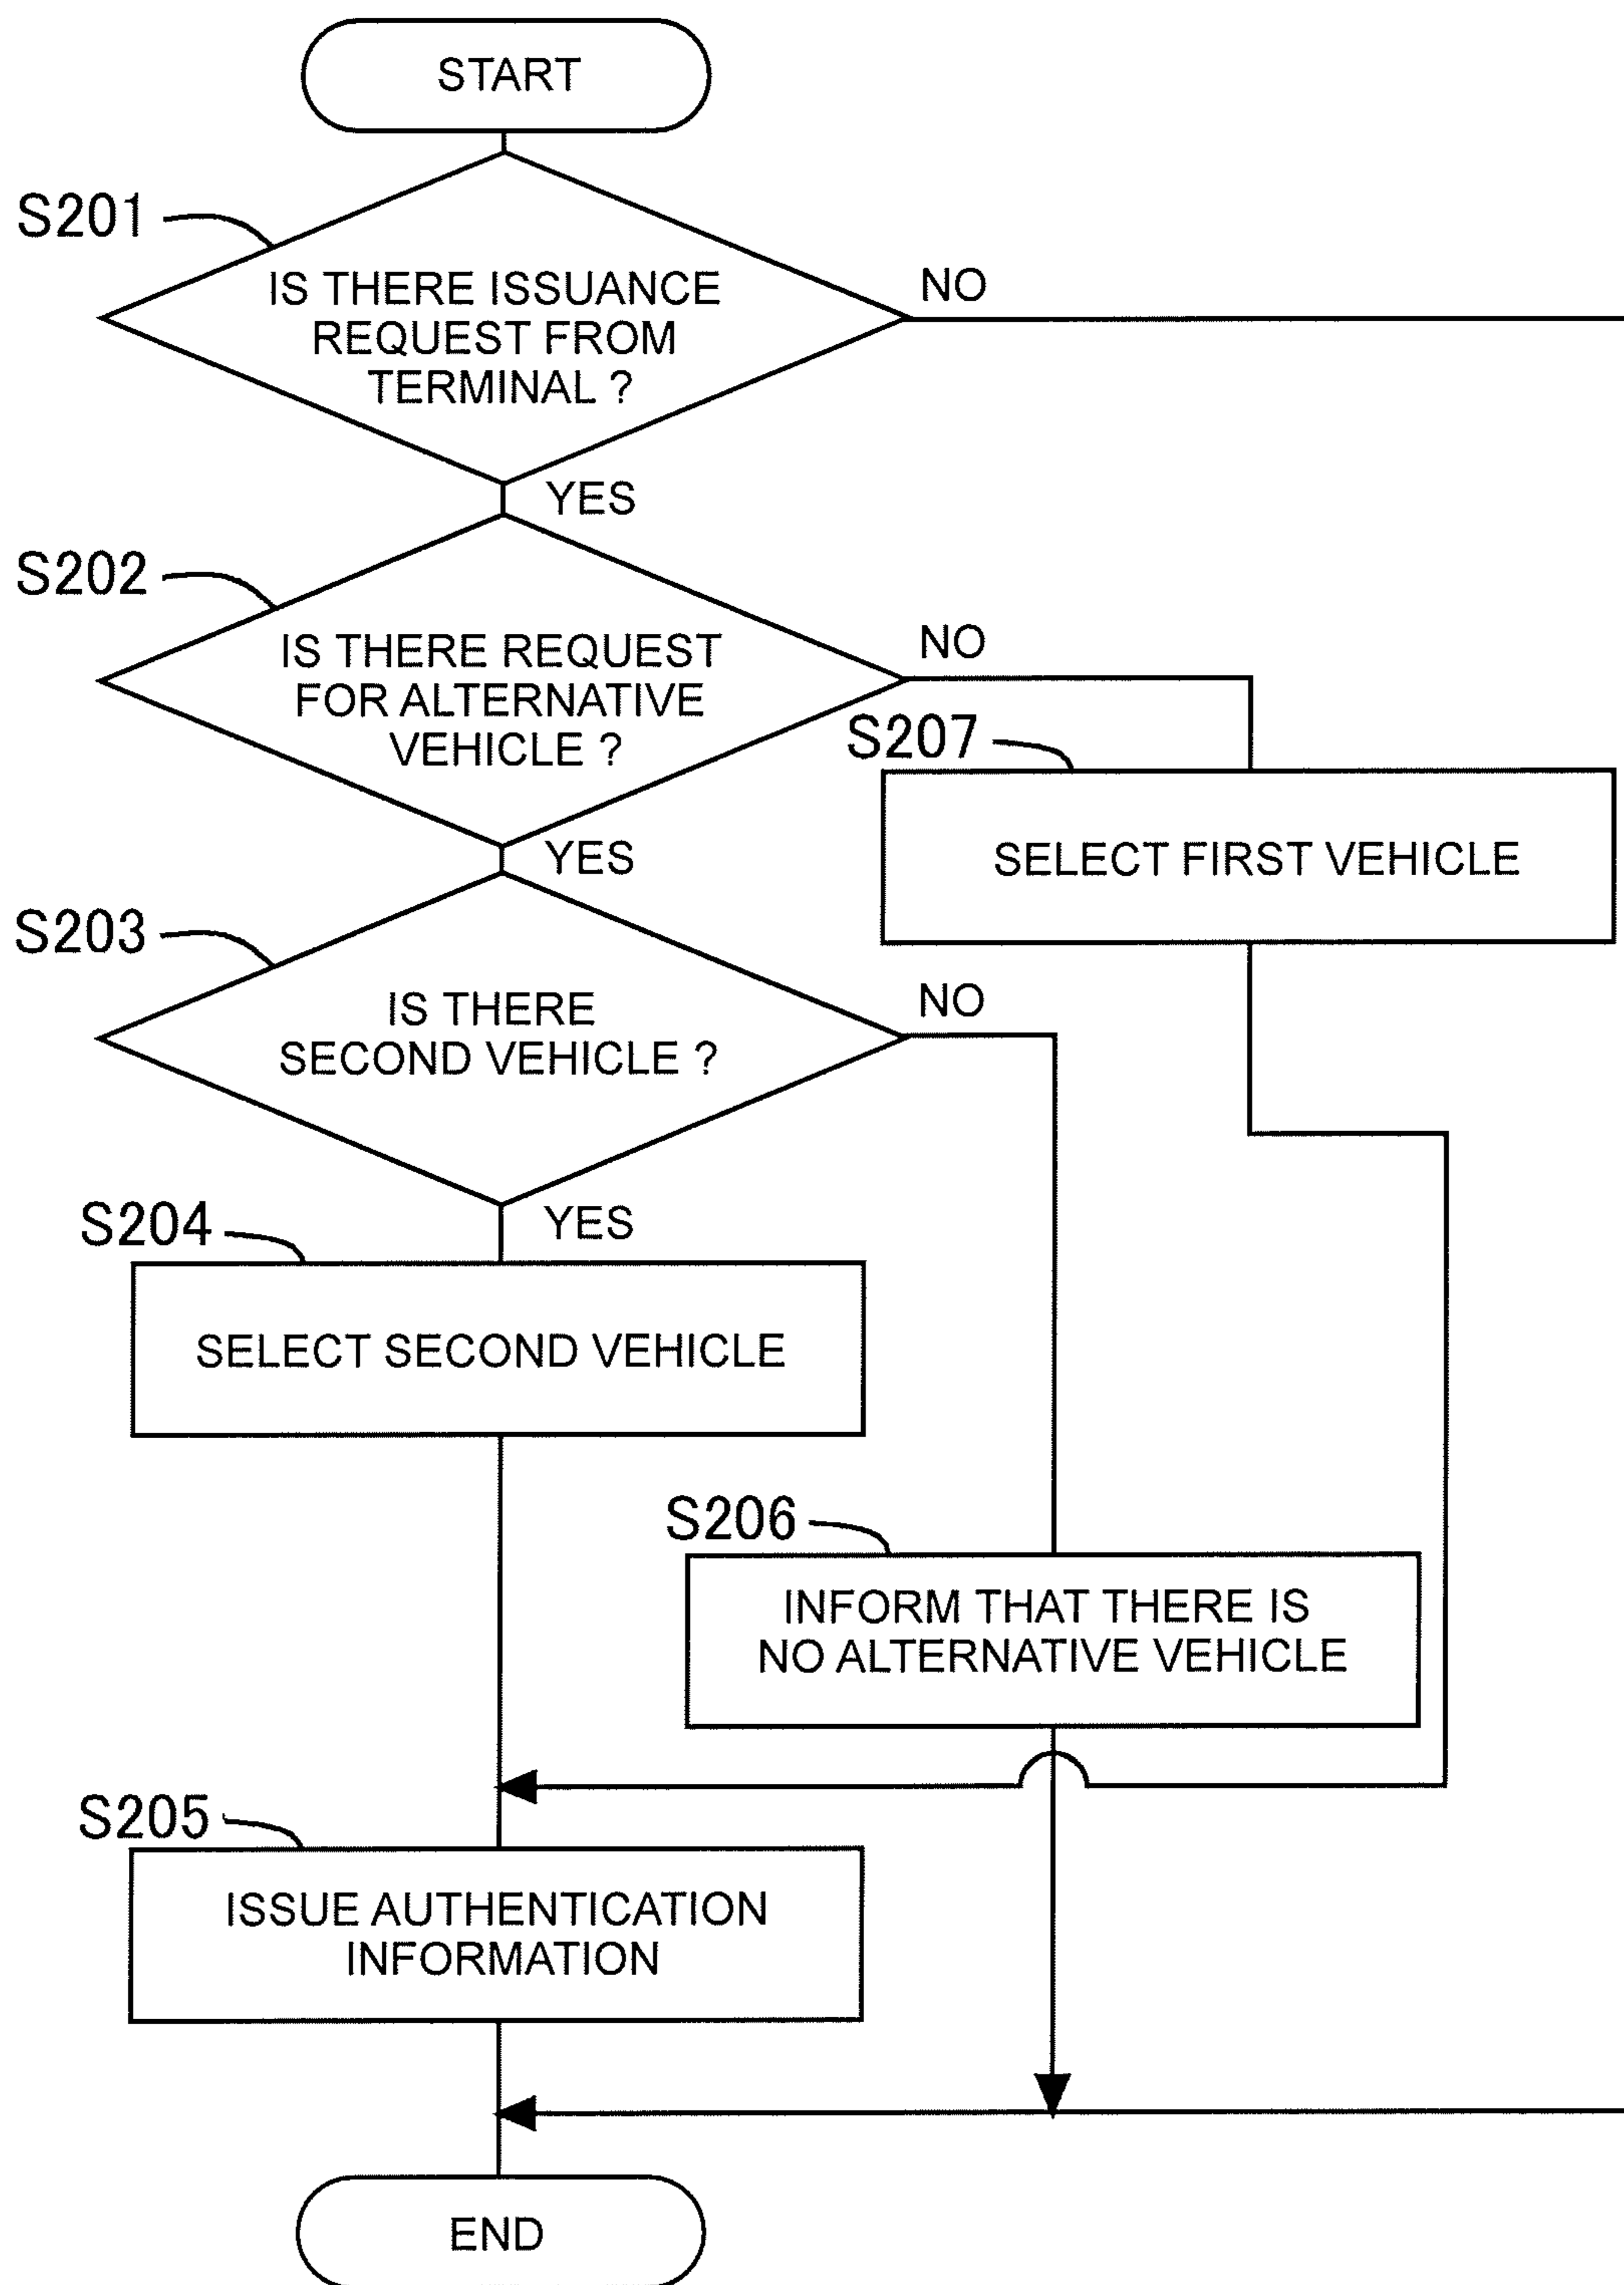 START
S201
IS THERE ISSUANCE
REQUEST FROM
TERMINAL ?
NO
YES
S202
IS THERE REQUEST
FOR ALTERNATIVE
VEHICLE ?
NO
S207
SELECT FIRST VEHICLE
YES
S203
IS THERE
SECOND VEHICLE ?
NO
YES
S204
SELECT SECOND VEHICLE
S206
INFORM THAT THERE IS
NO ALTERNATIVE VEHICLE
S205
ISSUE AUTHENTICATION
INFORMATION
END